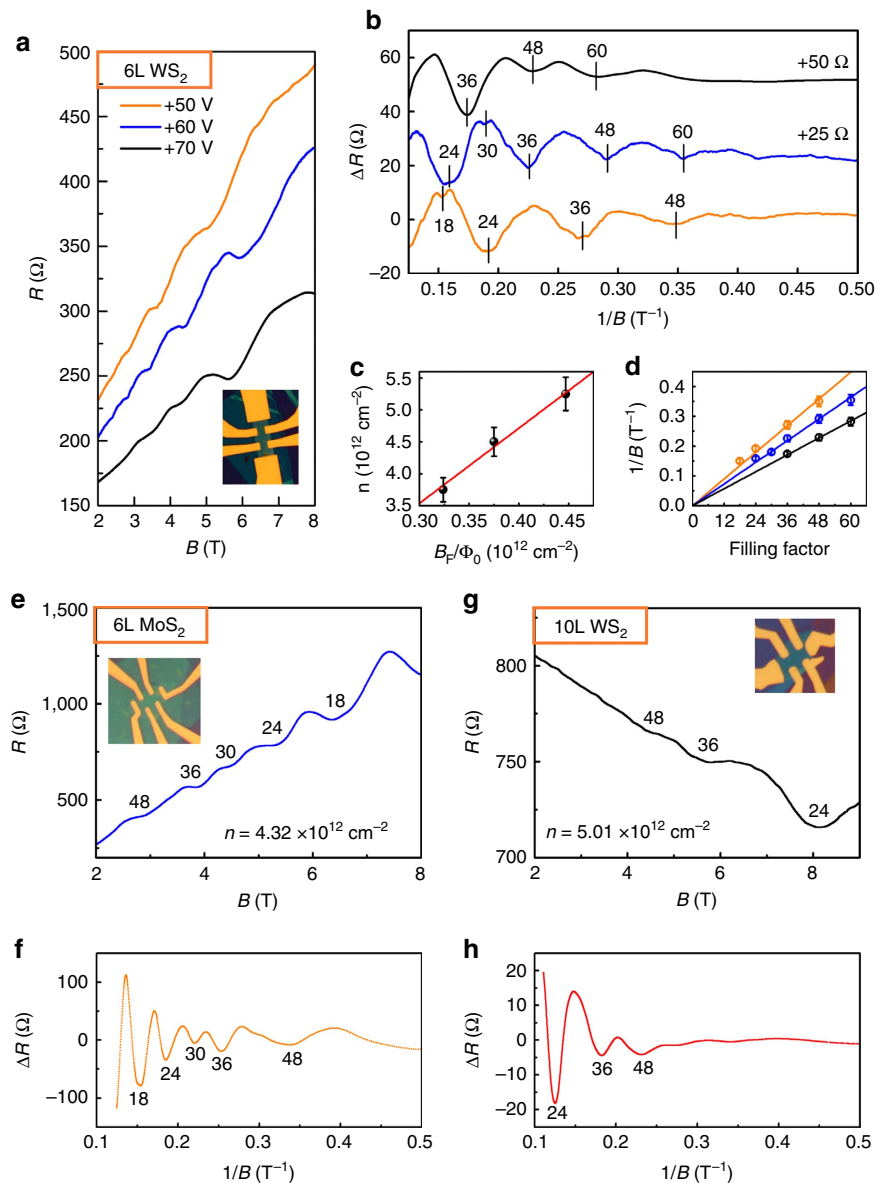 a
6L WS2
+50 V
+60 V
+70 V
500
450
400
350
300
250
200
150
R (Ω)
2 3 4 5 6 7 8
B (T)
b
60
40
20
0
−20
ΔR (Ω)
36 48 60 +50 Ω
24 30 36 48 60 +25 Ω
18 24 36 48
0.15 0.20 0.25 0.30 0.35 0.40 0.45 0.50
1/B (T−1)
c
5.5
5.0
4.5
4.0
3.5
n (10^12 cm−2)
0.30 0.35 0.40 0.45
BF/Φ0 (10^12 cm−2)
d
0.4
0.3
0.2
0.1
0.0
1/B (T−1)
0 12 24 36 48 60
Filling factor
e
6L MoS2
1,500
1,000
500
R (Ω)
48 36 30 24 18
n = 4.32 ×10^12 cm−2
2 4 6 8
B (T)
g
10L WS2
800
750
700
R (Ω)
48 36 24
n = 5.01 ×10^12 cm−2
2 4 6 8
B (T)
f
100
0
−100
ΔR (Ω)
18 24 30 36 48
0.1 0.2 0.3 0.4 0.5
1/B (T−1)
h
20
10
0
−10
−20
ΔR (Ω)
24 36 48
0.1 0.2 0.3 0.4 0.5
1/B (T−1)